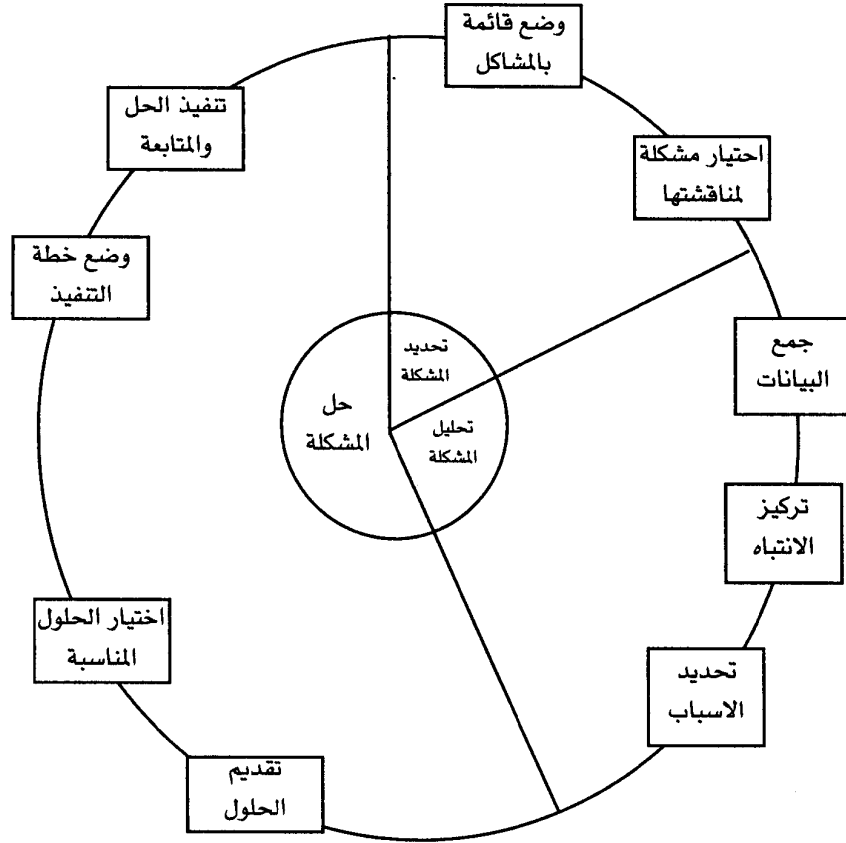 وضع قائمة
بالمشاكل
احتيار مشكلة
لمناقشتها
جمع
البيانات
تركيز
الانتباه
تحديد
الاسباب
تقديم
الحلول
اختيار الحلول
المناسبة
وضع خطة
التنفيذ
تنفيذ الحل
والمتابعة
تحديد
المشكلة
تحليل
المشكلة
حل
المشكلة